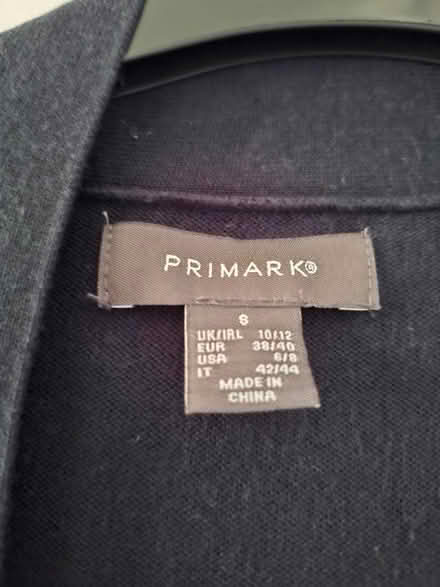 PRIMARK®
S
UK/IRL 10/12
EUR 38/40
USA 6/8
IT 42/44
MADE IN
CHINA